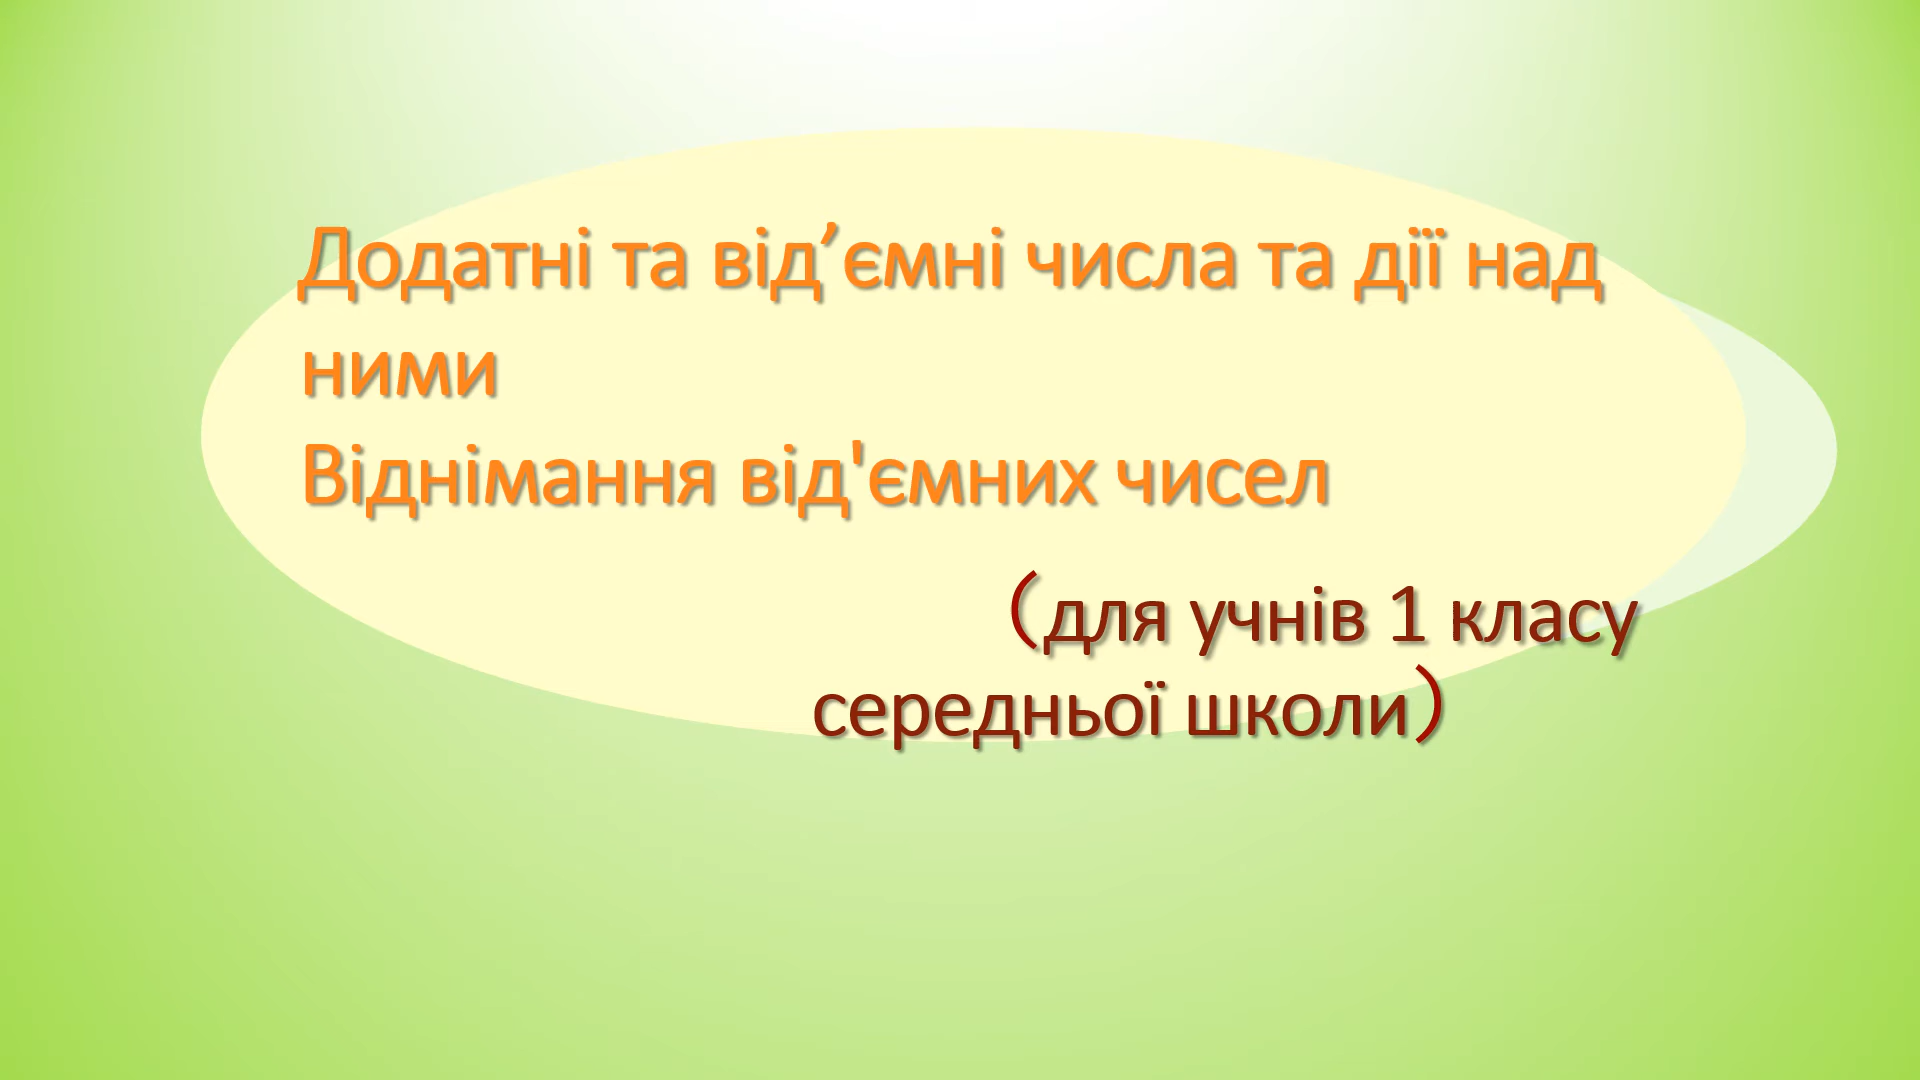 Додатні та від’ємні числа та дії над
ними
Віднімання від'ємних чисел
（для учнів 1 класу
середньої школи）